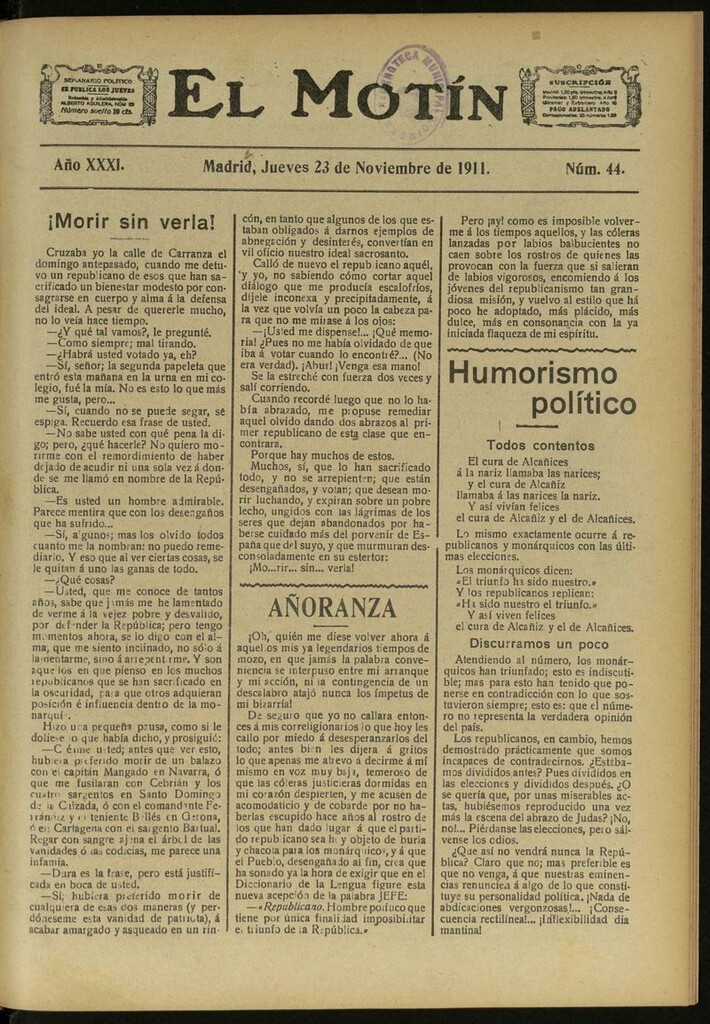 SEMANARIO POLÍTICO
SE PUBLICA LOS JUEVES
Redacción y Administración
ALBERTO AGUILERA, NÚM
Número suelto 10 cts.
EL MOTÍN
SUSCRIPCIÓN
PAGO ADELANTADO
Año XXXI.
Madrid, Jueves 23 de Noviembre de 1911.
Núm. 44.
¡Morir sin verla!
Cruzaba yo la calle de Carranza el
domingo antepasado, cuando me detu-
vo un republicano de esos que han sa-
crificado un bienestar modesto por con-
sagrarse en cuerpo y alma á la defensa
del ideal. A pesar de quererle mucho,
no lo veía hace tiempo.
—¿Y qué tal vamos?, le pregunté.
—Como siempre; mal tirando.
—¿Habrá usted votado ya, eh?
—Sí, señor; la segunda papeleta que
entró esta mañana en la urna en mi co-
legio, fué la mía. No es esto lo que más
me gusta, pero...
—Sí, cuando no se puede segar, se
espiga. Recuerdo esa frase de usted.
—No sabe usted con qué pena la di-
go; pero, ¿qué hacerle? No quiero mo-
rirme con el remordimiento de haber
dejado de acudir ni una sola vez á don-
de se me llamó en nombre de la Repú-
blica.
—Es usted un hombre admirable.
Parece mentira que con los desengaños
que ha sufrido...
—Sí, algunos; mas los olvido todos
cuanto me la nombran: no puedo reme-
diarlo. Y eso que al ver ciertas cosas, se
le quitan á uno las ganas de todo.
—¿Qué cosas?
—Usted, que me conoce de tantos
años, sabe que jamás me he lamentado
de verme á la vejez pobre y desvalido,
por defender la República; pero tengo
momentos ahora, se lo digo con el al-
ma, que me siento inclinado, no sólo á
lamentarme, sino á arrepentirme. Y son
aquellos en que pienso en los muchos
republicanos que se han sacrificado en
la oscuridad, para que otros adquieran
posición é influencia dentro de la mo-
narquía.
Hizo una pequeña pausa, como si le
doliese lo que había dicho, y prosiguió:
—Créame usted; antes que ver esto,
hubiera preferido morir de un balazo
con el capitán Mangado en Navarra, ó
que me fusilaran con Cebrián y los
cuatro sargentos en Santo Domingo
de la Calzada, ó con el comandante Fe-
rrándiz y el teniente Bellés en Gerona,
ó en Cartagena con el sargento Bartual.
Regar con sangre ajena el árbol de las
vanidades ó las codicias, me parece una
infamia.
—Dura es la frase, pero está justifi-
cada en boca de usted.
—Sí; hubiera preferido morir de
cualquiera de esas dos maneras (y per-
dóneseme esta vanidad de patriota), á
acabar amargado y asqueado en un rin-
cón, en tanto que algunos de los que es-
taban obligados á darnos ejemplos de
abnegación y desinterés, convertían en
vil oficio nuestro ideal sacrosanto.
Calló de nuevo el republicano aquél,
y yo, no sabiendo cómo cortar aquel
diálogo que me producía escalofríos,
díjele inconexa y precipitadamente, á
la vez que volvía un poco la cabeza pa-
ra que no me mirase á los ojos:
—¡Usted me dispense!... ¡Qué memo-
ria! ¿Pues no me había olvidado de que
iba á votar cuando lo encontré?... (No
era verdad). ¡Abur! ¡Venga esa mano!
Se la estreché con fuerza dos veces y
salí corriendo.
Cuando recordé luego que no lo ha-
bía abrazado, me propuse remediar
aquel olvido dando dos abrazos al pri-
mer republicano de esta clase que en-
contrara.
Porque hay muchos de estos.
Muchos, sí, que lo han sacrificado
todo, y no se arrepienten; que están
desengañados, y votan; que desean mo-
rir luchando, y expiran sobre un pobre
lecho, ungidos con las lágrimas de los
seres que dejan abandonados por ha-
berse cuidado más del porvenir de Es-
paña que del suyo, y que murmuran des-
consoladamente en su estertor:
¡Mo...rir... sin... verla!
AÑORANZA
¡Oh, quién me diese volver ahora á
aquellos mis ya legendarios tiempos de
mozo, en que jamás la palabra conve-
niencia se interpuso entre mi arranque
y mi acción, ni la contingencia de un
descalabro atajó nunca los ímpetus de
mi bizarría!
De seguro que yo no callara enton-
ces á mis correligionarios lo que hoy les
callo por miedo á desesperanzarlos del
todo; antes bien les dijera á gritos
lo que apenas me atrevo á decirme á mí
mismo en voz muy baja, temeroso de
que las cóleras justicieras dormidas en
mi corazón despierten, y me acusen de
acomodaticio y de cobarde por no ha-
berlas escupido hace años al rostro de
los que han dado lugar á que el parti-
do republicano sea hoy objeto de burla
y chacota para los monárquicos, y á que
el Pueblo, desengañado al fin, crea que
ha sonado ya la hora de exigir que en el
Diccionario de la Lengua figure esta
nueva acepción de la palabra JEFE:
—«Republicano. Hombre político que
tiene por única finalidad imposibilitar
el triunfo de la República.»
Pero ¡ay! como es imposible volver-
me á los tiempos aquellos, y las cóleras
lanzadas por labios balbucientes no
caen sobre los rostros de quienes las
provocan con la fuerza que si salieran
de labios vigorosos, encomiendo á los
jóvenes del republicanismo tan gran-
diosa misión, y vuelvo al estilo que há
poco he adoptado, más plácido, más
dulce, más en consonancia con la ya
iniciada flaqueza de mi espíritu.
Humorismo
político
Todos contentos
El cura de Alcañices
á la nariz llamaba las narices;
y el cura de Alcañiz
llamaba á las narices la nariz.
Y así vivían felices
el cura de Alcañiz y el de Alcañices.
Lo mismo exactamente ocurre á re-
publicanos y monárquicos con las últi-
mas elecciones.
Los monárquicos dicen:
«El triunfo ha sido nuestro.»
Y los republicanos replican:
«Ha sido nuestro el triunfo.»
Y así viven felices
el cura de Alcañiz y el de Alcañices.
Discurramos un poco
Atendiendo al número, los monár-
quicos han triunfado; esto es indiscuti-
ble; mas para esto han tenido que po-
nerse en contradicción con lo que sos-
tuvieron siempre; esto es: que el núme-
ro no representa la verdadera opinión
del país.
Los republicanos, en cambio, hemos
demostrado prácticamente que somos
incapaces de contradecirnos. ¿Estába-
mos divididos antes? Pues divididos en
las elecciones y divididos después. ¿O
se quería que, por unas miserables ac-
tas, hubiésemos reproducido una vez
más la escena del abrazo de Judas? ¡No,
no!... Piérdanse las elecciones, pero sál-
vense los odios.
¿Que así no vendrá nunca la Repú-
blica? Claro que no; mas preferible es
que no venga, á que nuestras eminen-
cias renuncien á algo de lo que consti-
tuye su personalidad política. ¡Nada de
abdicaciones vergonzosas!... ¡Conse-
cuencia rectilínea!... ¡Inflexibilidad dia
mantina!